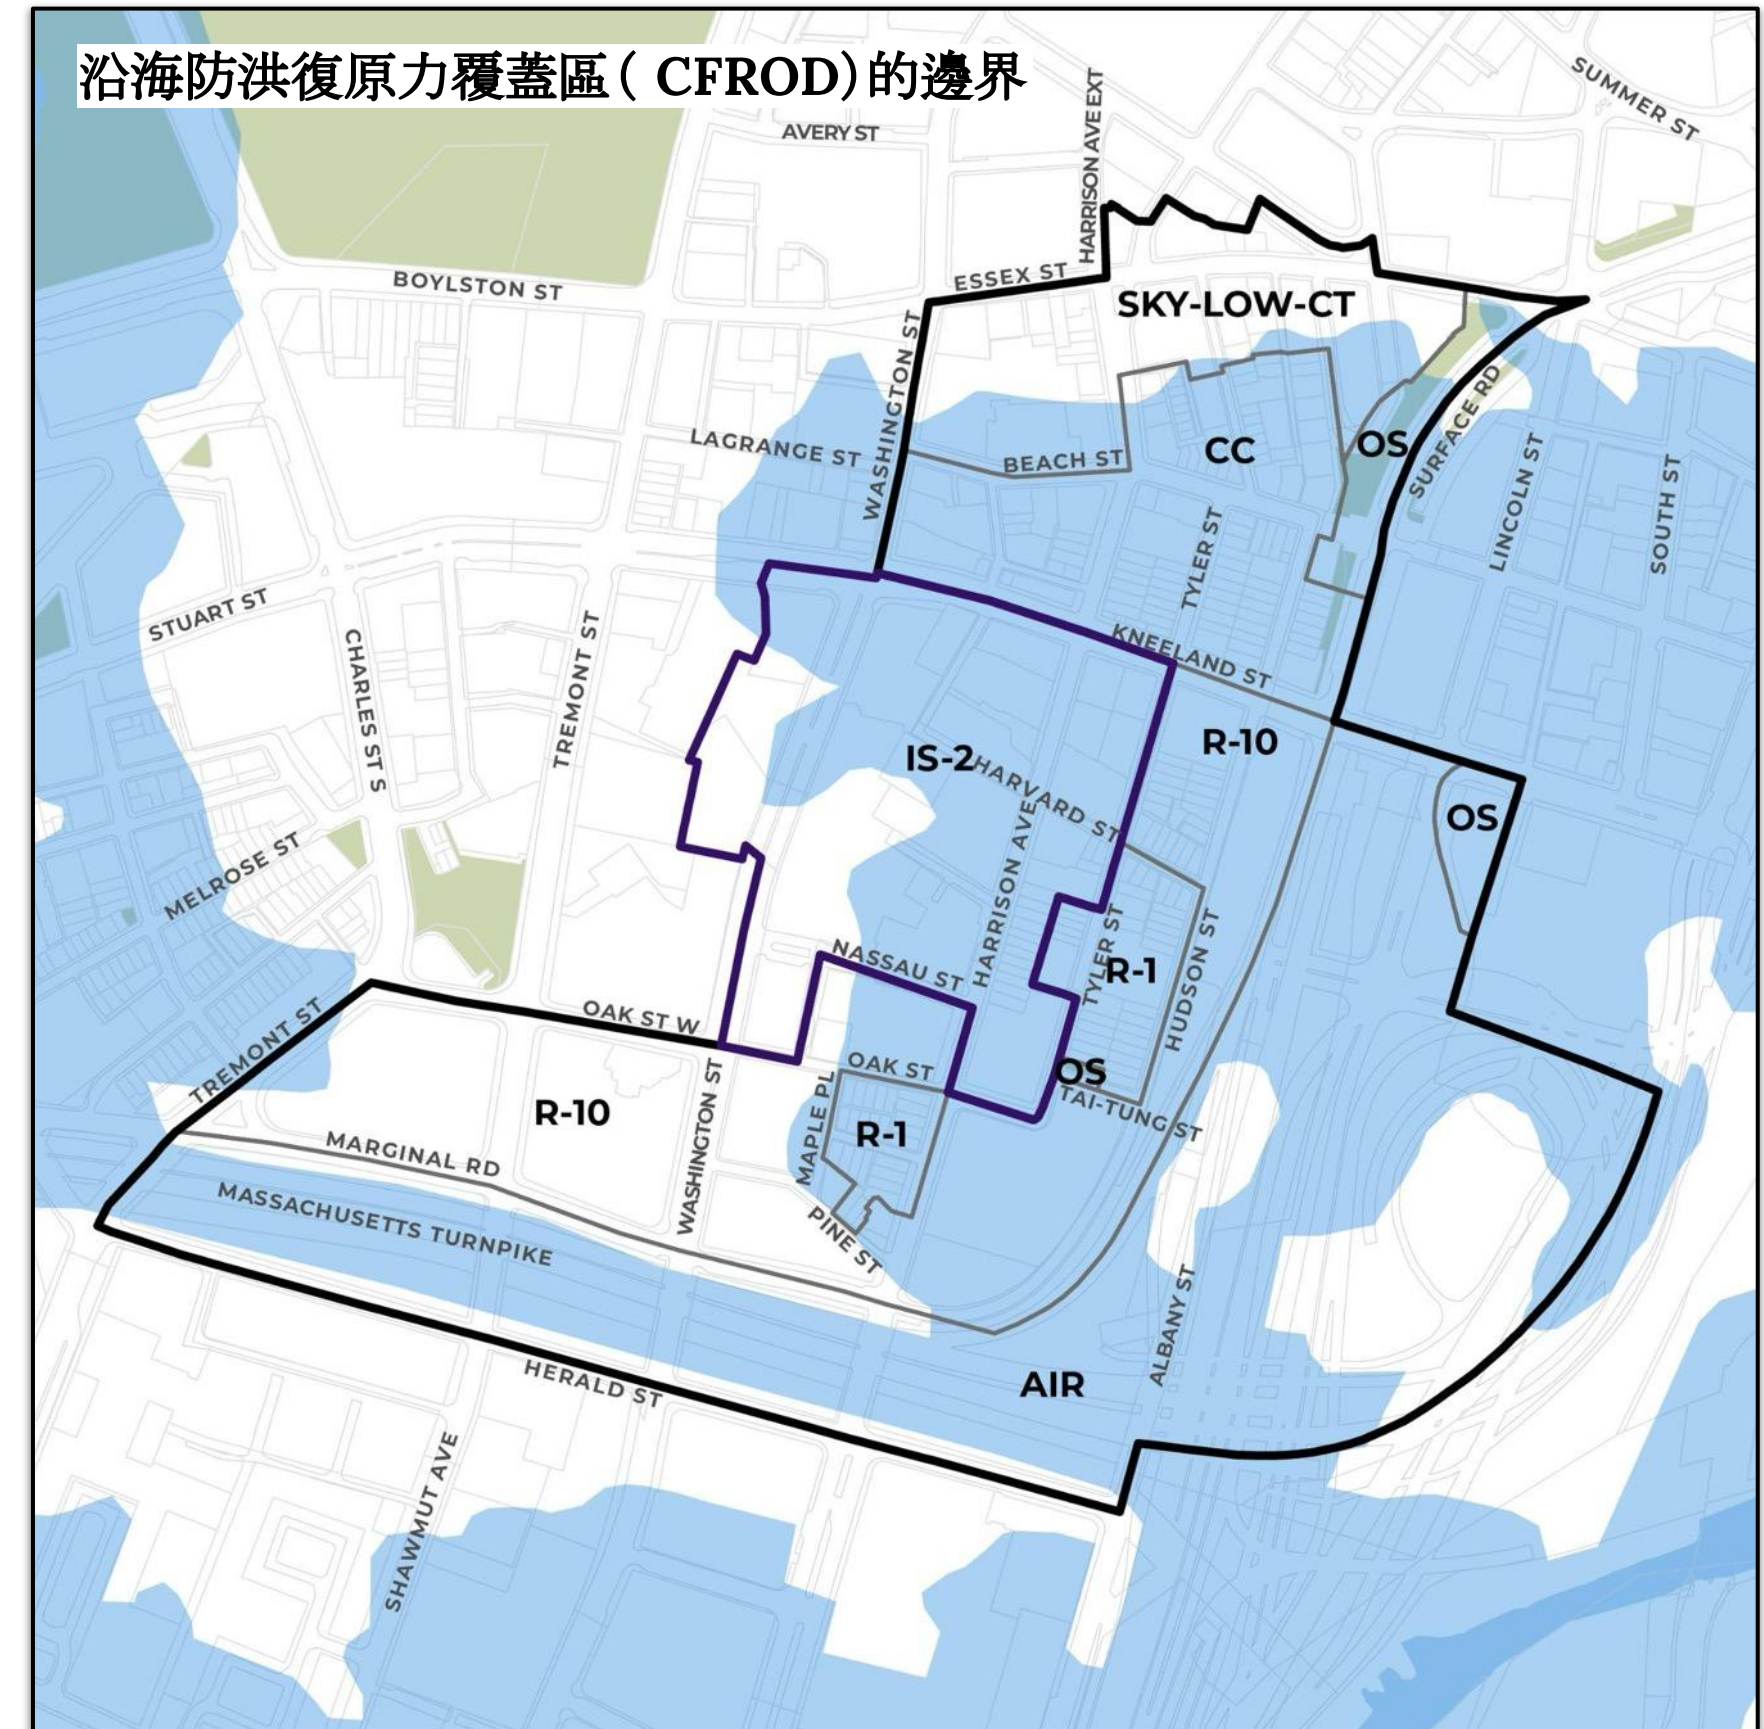 沿海防洪復原力覆蓋區( CFROD)的邊界
SUMMER ST
AVERY ST
HARRISON AVE EXT
BOYLSTON ST
ESSEX ST
SKY-LOW-CT
WASHINGTON ST
SURFACE RD
LAGRANGE ST
BEACH ST
CC
OS
LINCOLN ST
SOUTH ST
TYLER ST
STUART ST
CHARLES ST S
TREMONT ST
KNEELAND ST
R-10
IS-2
HARVARD ST
OS
MELROSE ST
HARRISON AVE
TYLER ST
NASSAU ST
R-1
HUDSON ST
TREMONT ST
OAK ST W
OAK ST
OS
TAI-TUNG ST
R-10
WASHINGTON ST
MAPLE PL
R-1
MARGINAL RD
MASSACHUSETTS TURNPIKE
PINE ST
ALBANY ST
HERALD ST
AIR
SHAWMUT AVE